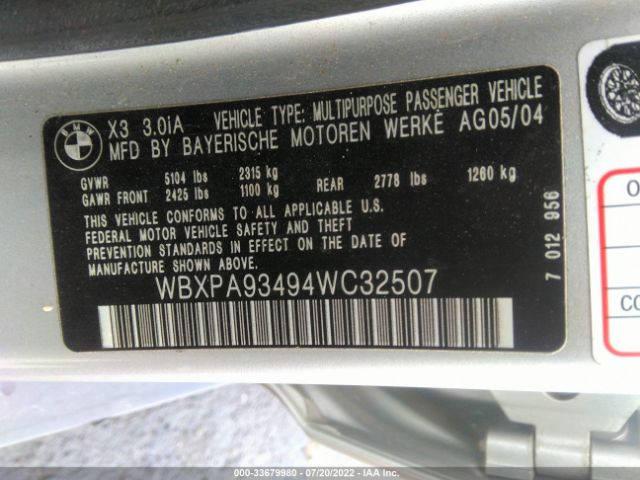 BMW
X3 3.0iA VEHICLE TYPE: MULTIPURPOSE PASSENGER VEHICLE
MFD BY BAYERISCHE MOTOREN WERKE AG05/04
GVWR 5104 lbs 2315 kg
GAWR FRONT 2425 lbs 1100 kg REAR 2778 lbs 1260 kg
THIS VEHICLE CONFORMS TO ALL APPLICABLE U.S.
FEDERAL MOTOR VEHICLE SAFETY AND THEFT
PREVENTION STANDARDS IN EFFECT ON THE DATE OF
MANUFACTURE SHOWN ABOVE.
WBXPA93494WC32507
7 012 956
O
CO
000-33679980 - 07/20/2022 - IAA Inc.